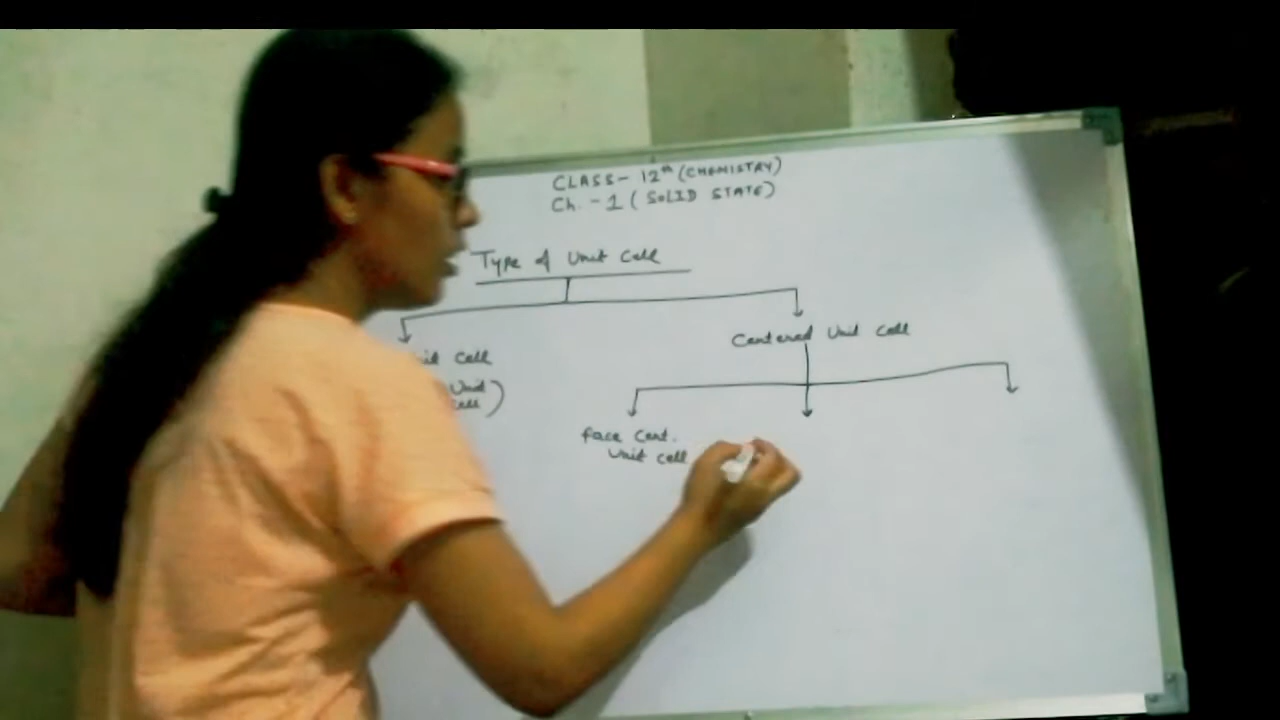 CLASS- 12th (CHEMISTRY)
Ch. - 1 ( SOLID STATE)
Type of Unit Cell
Cell
Centered Unit Cell
Unit
Cell )
Face Cent.
Unit cell